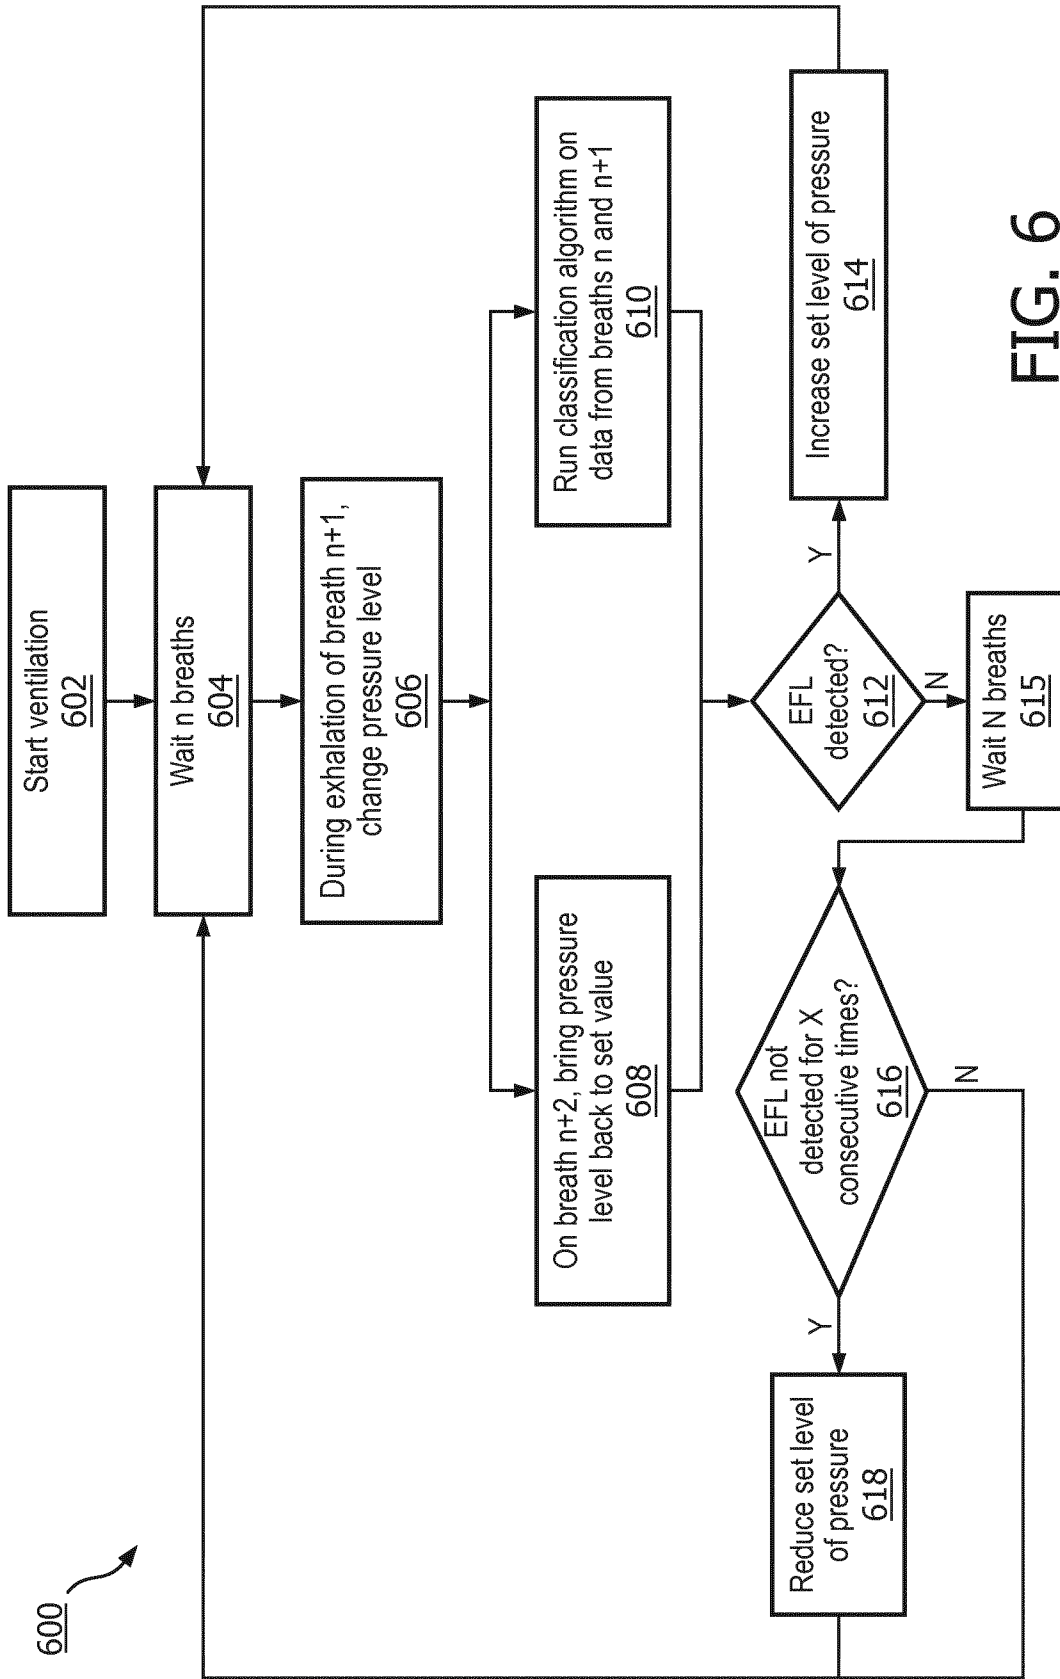 600
Start ventilation
602
Wait n breaths
604
During exhalation of breath n+1,
change pressure level
606
On breath n+2, bring pressure
level back to set value
608
Run classification algorithm on
data from breaths n and n+1
610
EFL
detected?
612
Y
N
Increase set level of pressure
614
Wait N breaths
615
EFL not
detected for X
consecutive times?
616
Y
N
Reduce set level
of pressure
618
FIG. 6